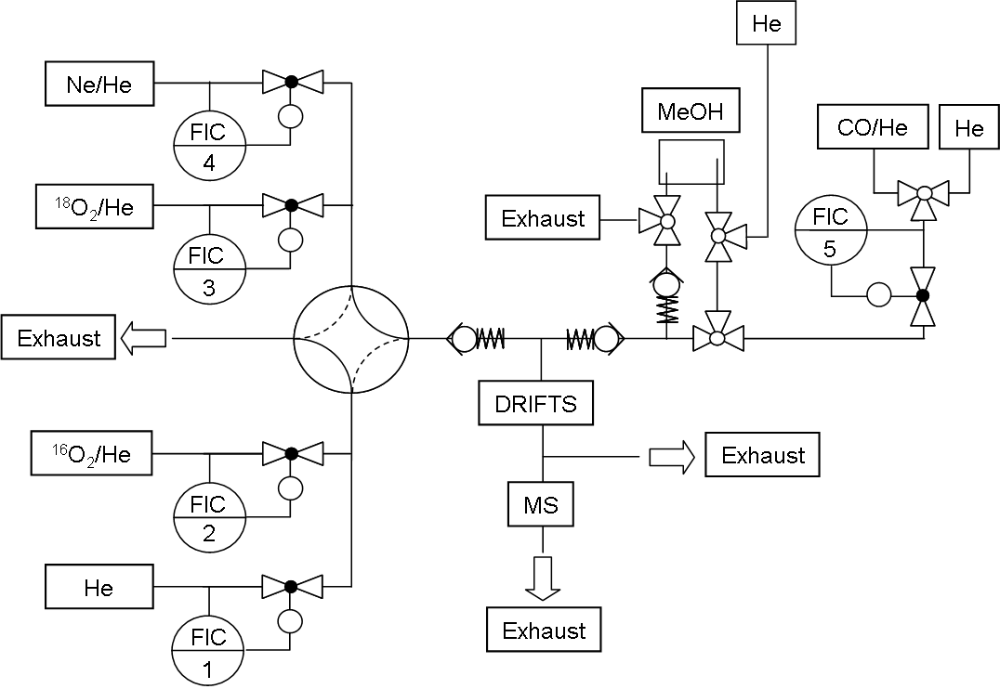 He
Ne/He
MeOH
CO/He
He
FIC
4
¹⁸O₂/He
Exhaust
FIC
5
FIC
3
Exhaust
DRIFTS
¹⁶O₂/He
Exhaust
FIC
2
MS
He
FIC
1
Exhaust